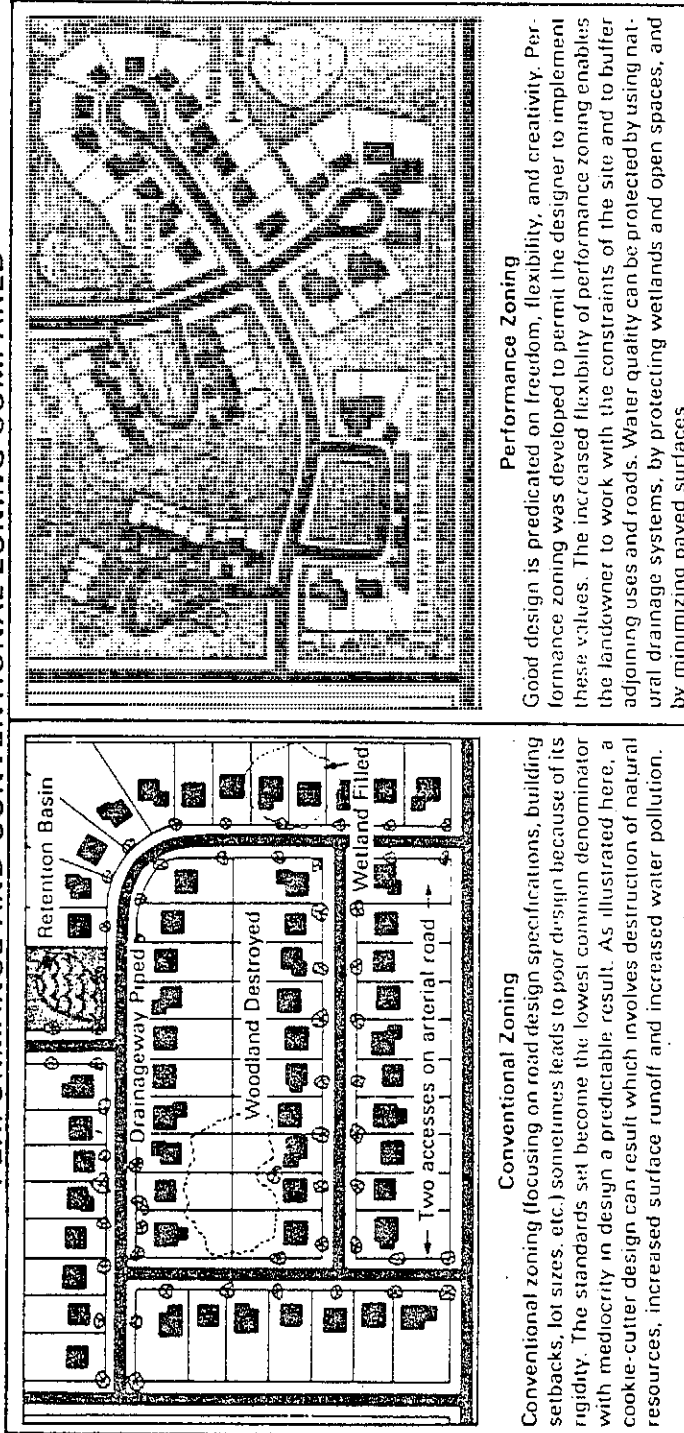 PERFORMANCE AND CONVENTIONAL ZONING COMPARED
Retention Basin
Drainageway Piped
Woodland Destroyed
Wetland Filled
Two accesses on arterial road
Conventional Zoning
Conventional zoning (focusing on road design specifications, building
setbacks, lot sizes, etc.) sometimes leads to poor design because of its
rigidity. The standards set become the lowest common denominator
with mediocrity in design a predictable result. As illustrated here, a
cookie-cutter design can result which involves destruction of natural
resources, increased surface runoff and increased water pollution.
Performance Zoning
Good design is predicated on freedom, flexibility, and creativity. Per-
formance zoning was developed to permit the designer to implement
these values. The increased flexibility of performance zoning enables
the landowner to work with the constraints of the site and to buffer
adjoining uses and roads. Water quality can be protected by using nat-
ural drainage systems, by protecting wetlands and open spaces, and
by minimizing paved surfaces